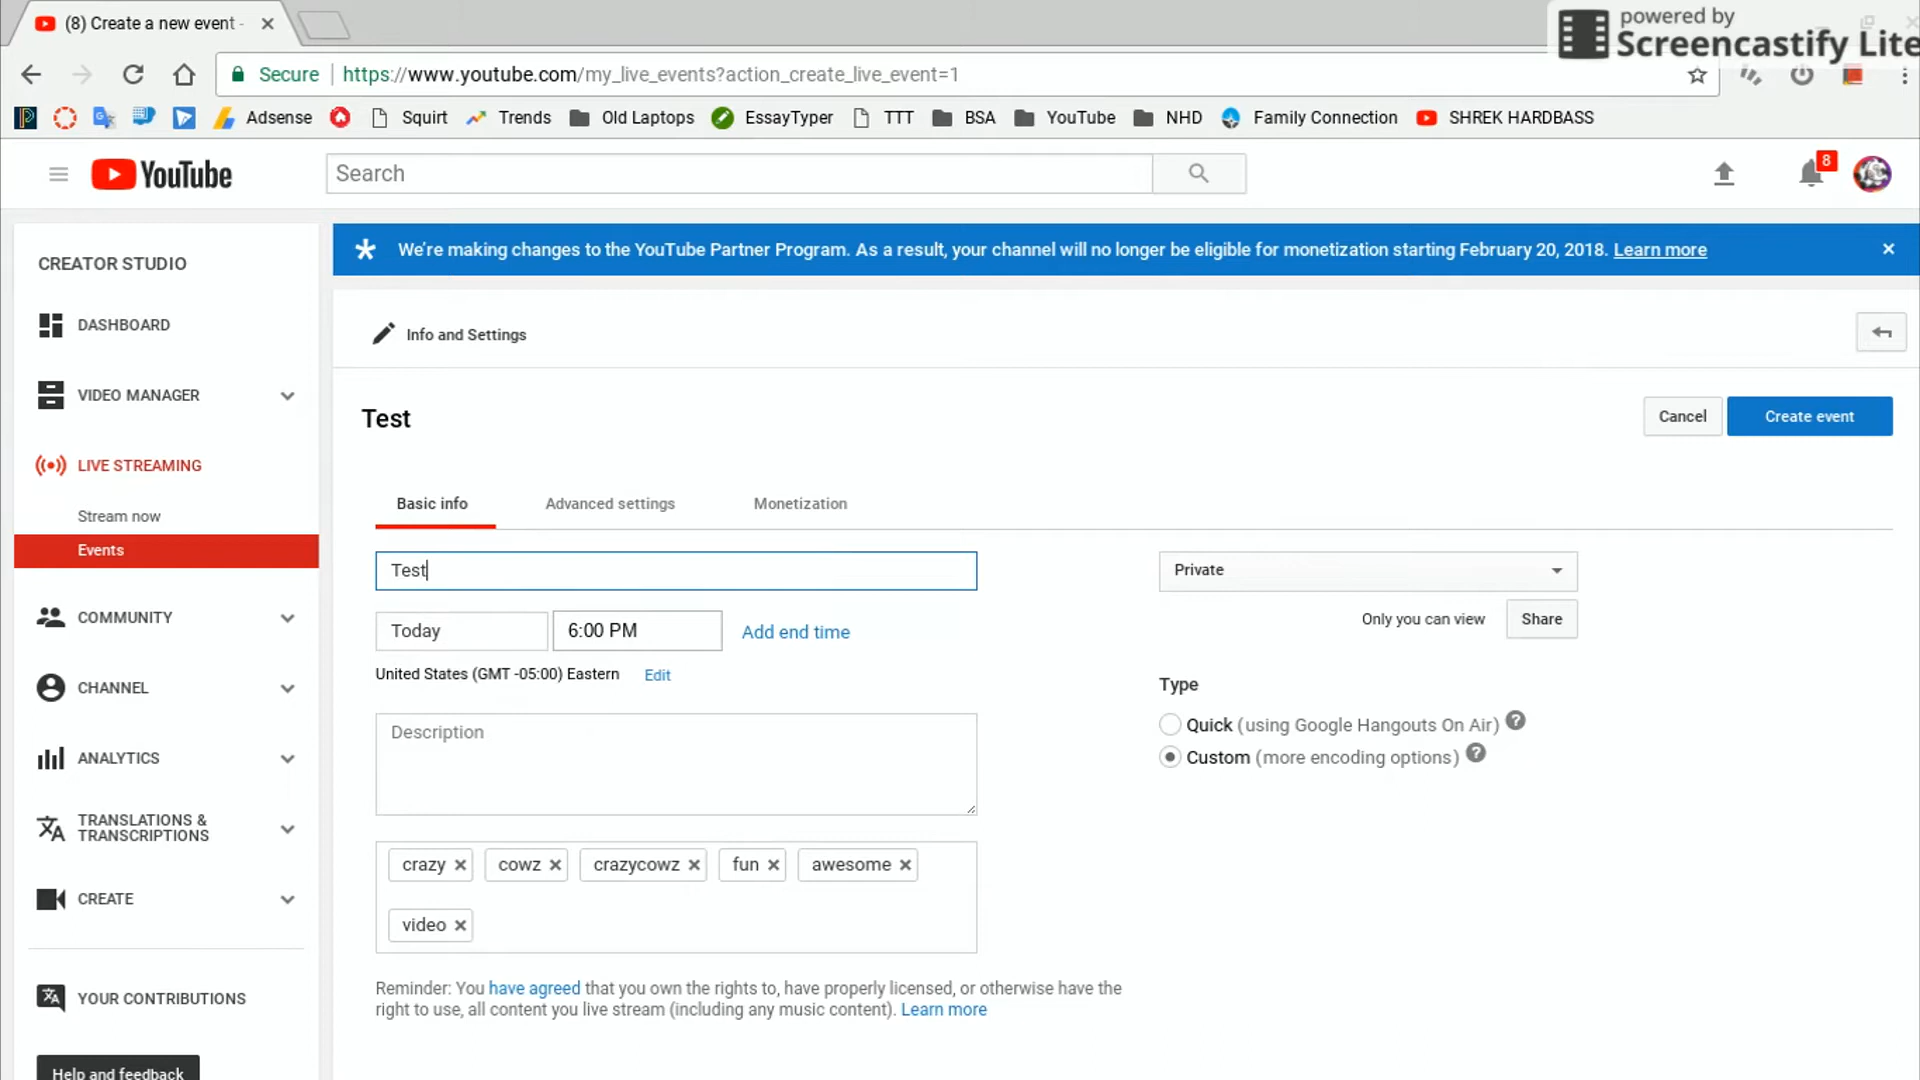 (8) Create a new event -
powered by
Screencastify Lite
Secure
https://www.youtube.com/my_live_events?action_create_live_event=1
Adsense
Squirt
Trends
Old Laptops
EssayTyper
TTT
BSA
YouTube
NHD
Family Connection
SHREK HARDBASS
YouTube
Search
8
CREATOR STUDIO
We're making changes to the YouTube Partner Program. As a result, your channel will no longer be eligible for monetization starting February 20, 2018. Learn more
DASHBOARD
Info and Settings
VIDEO MANAGER
Test
Cancel
Create event
LIVE STREAMING
Stream now
Events
Basic info
Advanced settings
Monetization
Test
Private
Today
6:00 PM
Add end time
Only you can view
Share
United States (GMT -05:00) Eastern
Edit
COMMUNITY
CHANNEL
ANALYTICS
TRANSLATIONS &
TRANSCRIPTIONS
CREATE
YOUR CONTRIBUTIONS
Help and feedback
Type
Quick (using Google Hangouts On Air)
Custom (more encoding options)
Description
crazy
cowz
crazycowz
fun
awesome
video
Reminder: You have agreed that you own the rights to, have properly licensed, or otherwise have the
right to use, all content you live stream (including any music content). Learn more